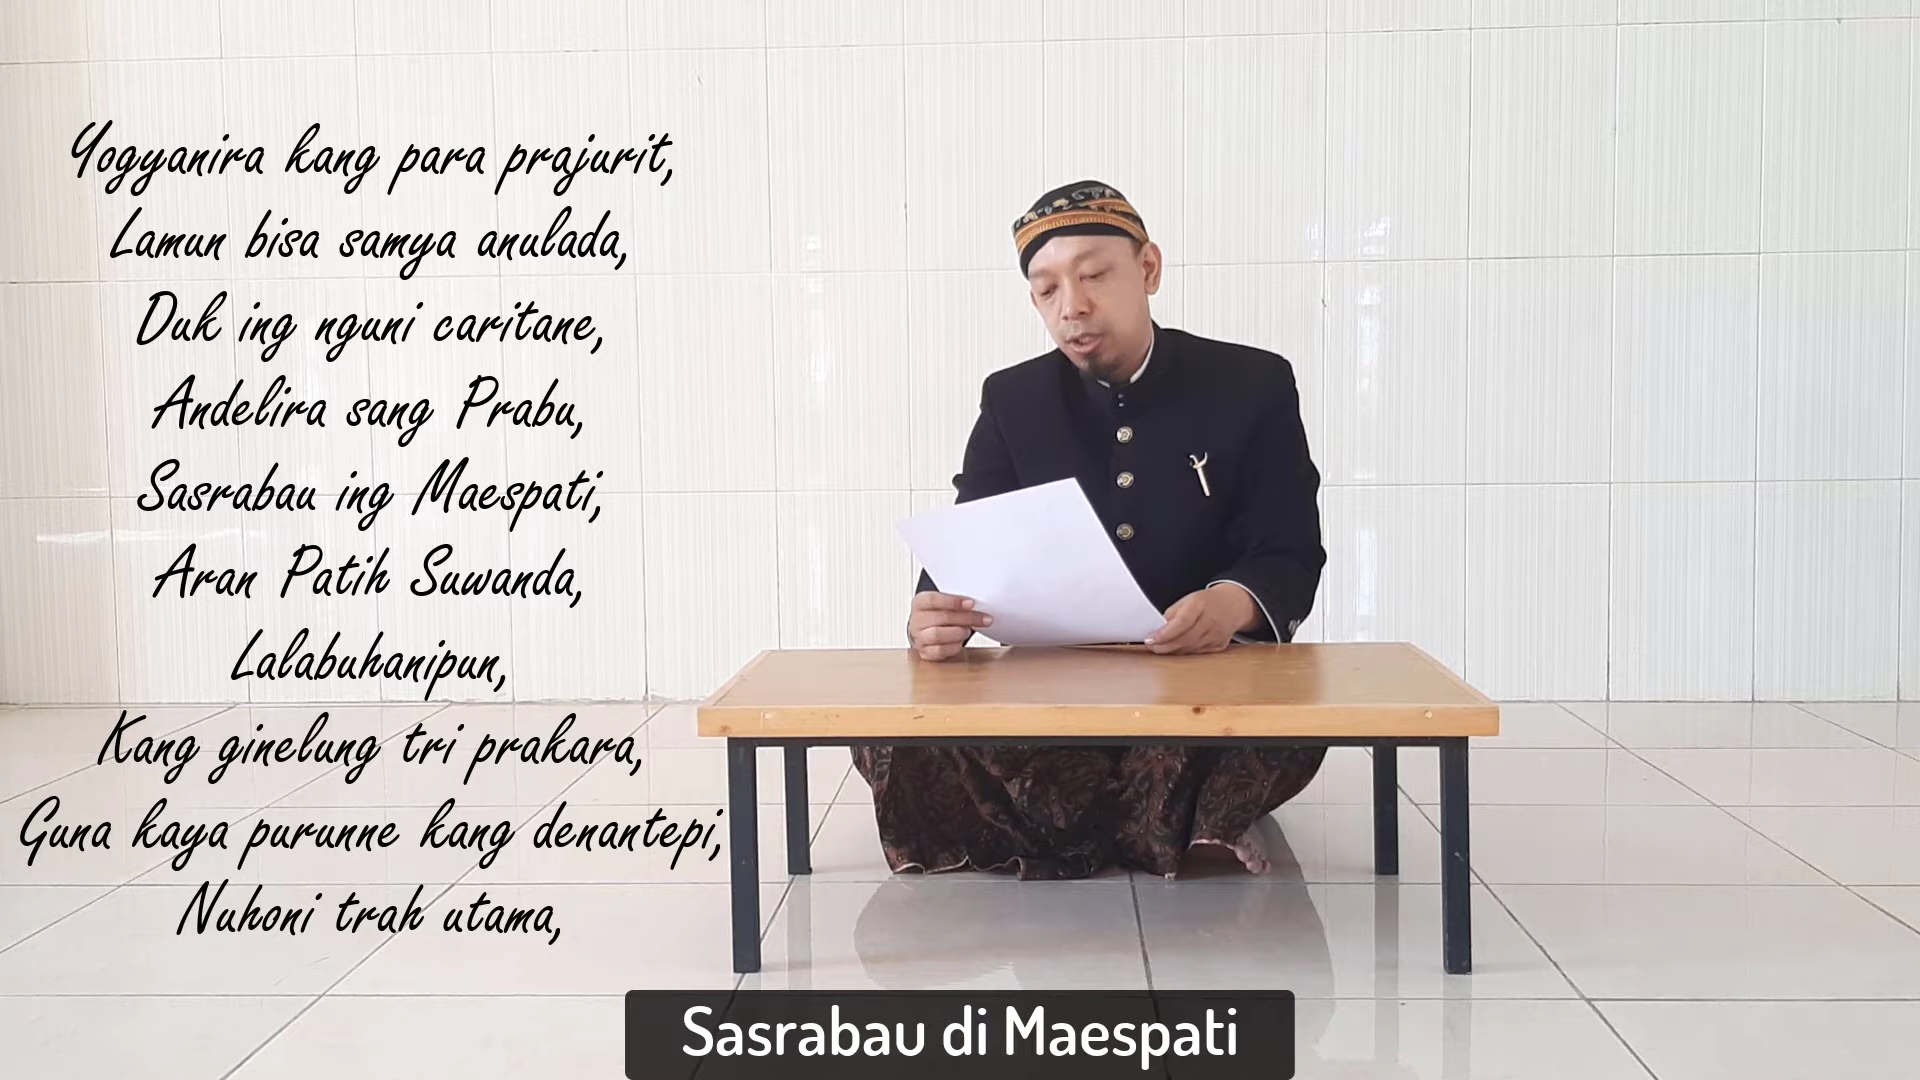 Yogyanira kang para prajurit,
Lamun bisa samya anulada,
Duk ing nguni caritane,
Andelira sang Prabu,
Sasrabau ing Maespati,
Aran Patih Suwanda,
Lalabuhanipun,
Kang ginelung tri prakara,
Guna kaya purunne kang denantepi,
Nuhoni trah utama,
Sasrabau di Maespati